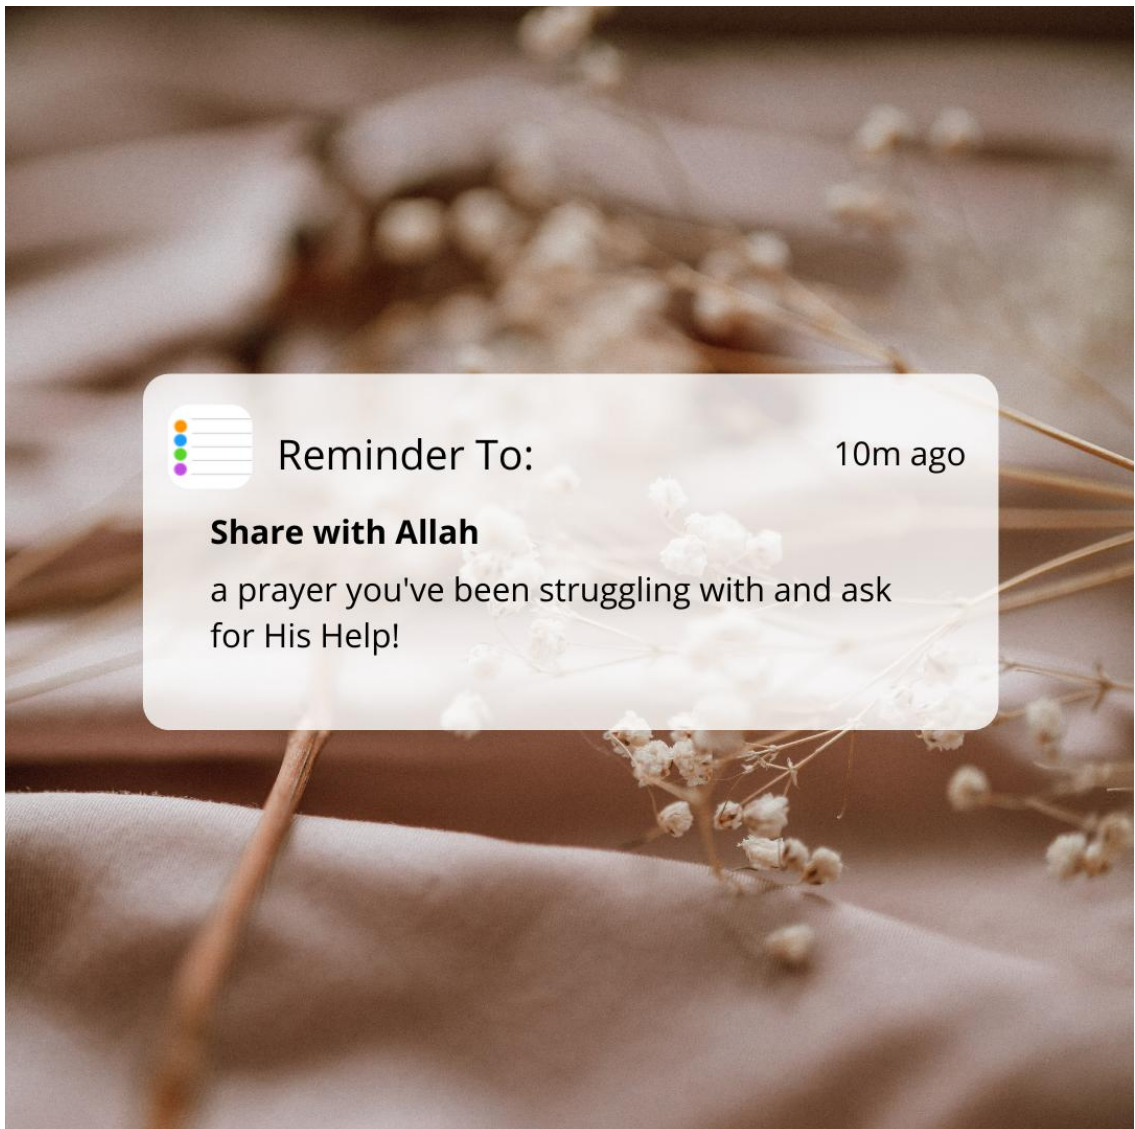 Reminder To:
10m ago
Share with Allah
a prayer you've been struggling with and ask
for His Help!